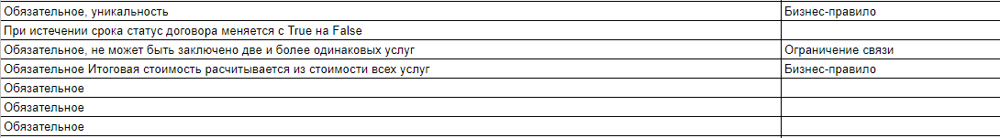 Обязательное, уникальность Бизнес-правило
При истечении срока статус договора меняется с True на False
Обязательное, не может быть заключено две и более одинаковых услуг Ограничение связи
Обязательное Итоговая стоимость расчитывается из стоимости всех услуг Бизнес-правило
Обязательное
Обязательное
Обязательное